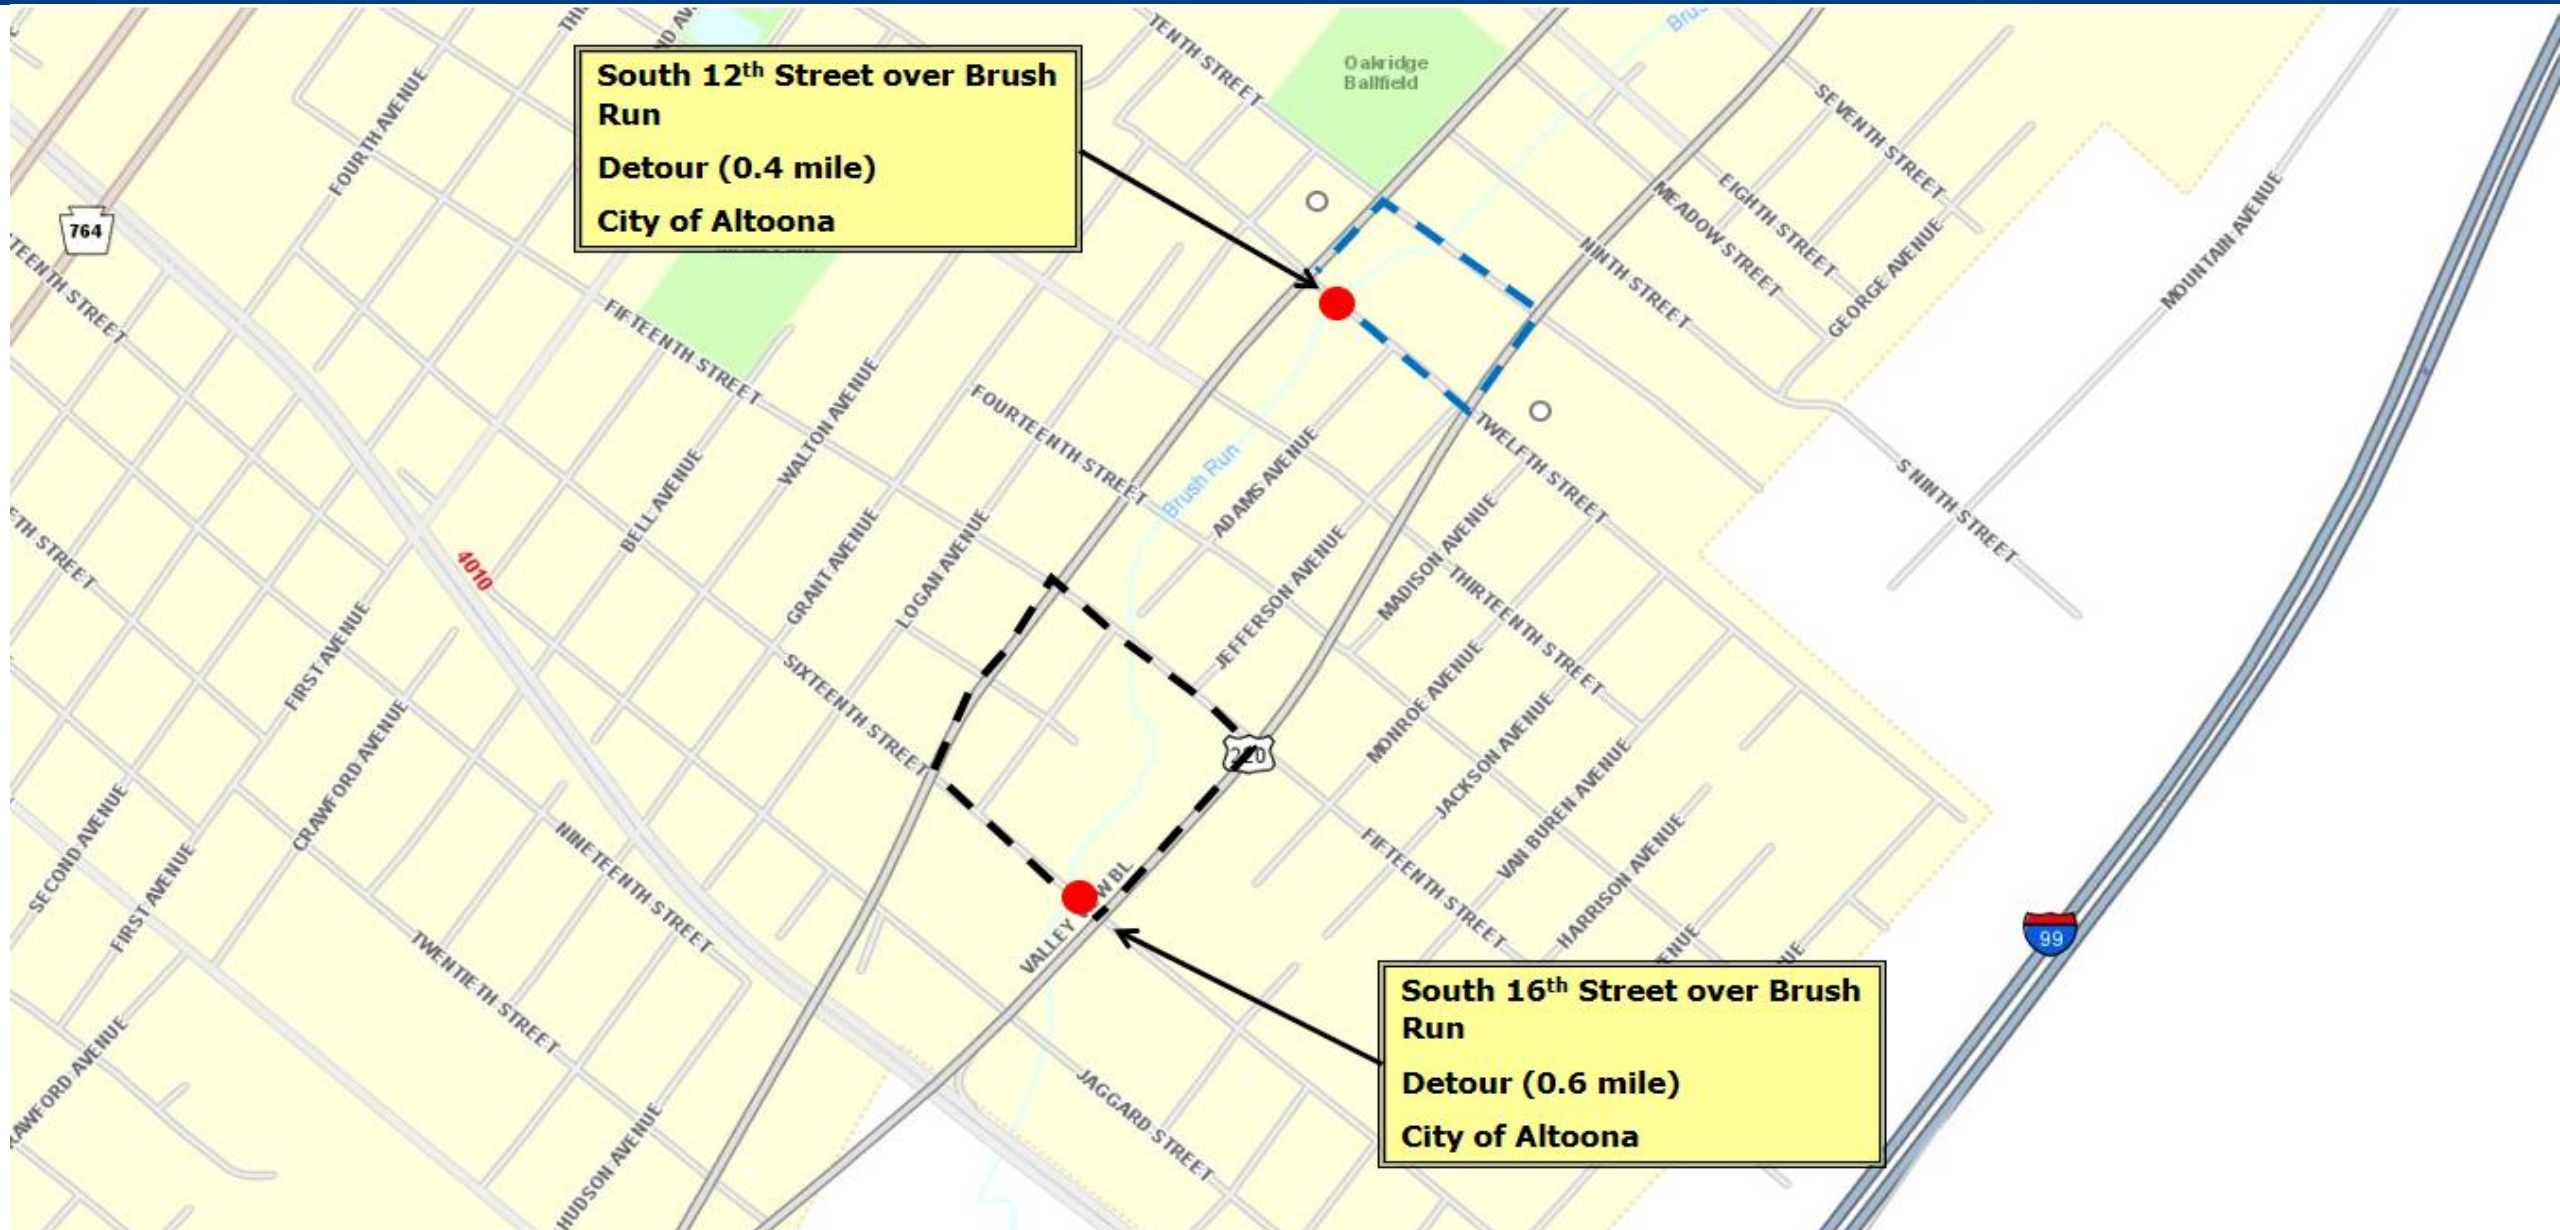 TENTH STREET
Oakridge
Ballfield
South 12th Street over Brush
Run
Detour (0.4 mile)
City of Altoona
FOURTH AVENUE
SEVENTH STREET
764
EIGHTH STREET
MEADOW STREET
GEORGE AVENUE
NINTH STREET
MOUNTAIN AVENUE
FIFTEENTH STREET
WALTON AVENUE
FOURTEENTH STREET
Brush Run
ADAMS AVENUE
TWELFTH STREET
S NINTH STREET
BELL AVENUE
4010
GRANT AVENUE
LOGAN AVENUE
JEFFERSON AVENUE
MADISON AVENUE
THIRTEENTH STREET
FIRST AVENUE
SIXTEENTH STREET
MONROE AVENUE
JACKSON AVENUE
VAN BUREN AVENUE
CRAWFORD AVENUE
SECOND AVENUE
FIRST AVENUE
NINETEENTH STREET
FIFTEENTH STREET
HARRISON AVENUE
VALLEY
BL
99
TWENTIETH STREET
South 16th Street over Brush
Run
Detour (0.6 mile)
City of Altoona
JAGGARD STREET
HUDSON AVENUE